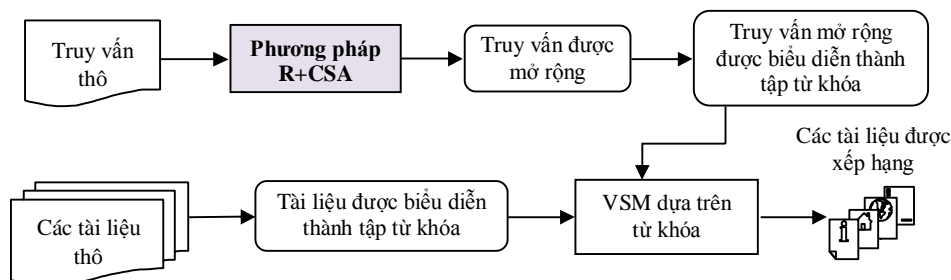 Truy vấn
thô
Phương pháp
R+CSA
Truy vấn được
mở rộng
Truy vấn mở rộng
được biểu diễn thành
tập từ khóa
Các tài liệu được
xếp hạng
Các tài liệu
thô
Tài liệu được biểu diễn
thành tập từ khóa
VSM dựa trên
từ khóa